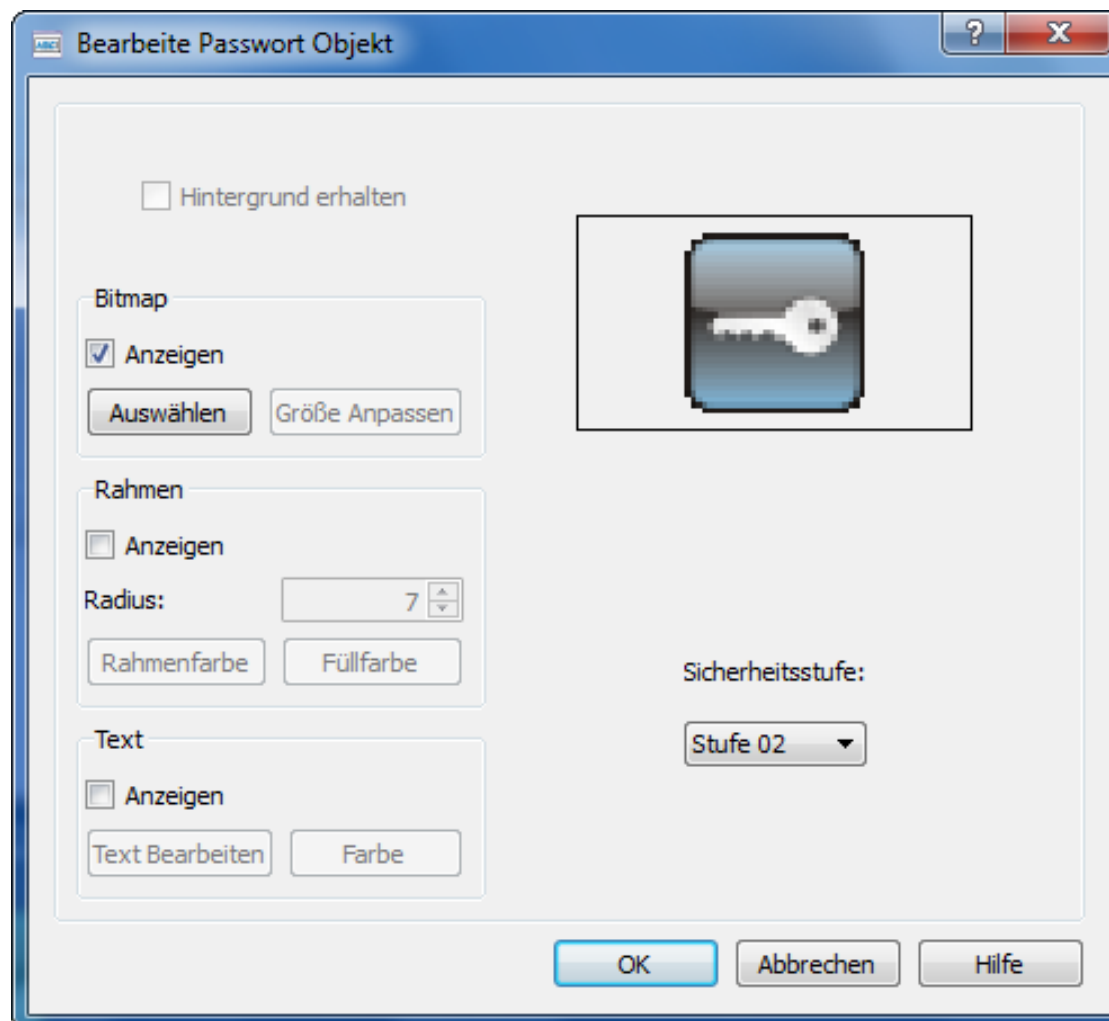 Bearbeite Passwort Objekt
Hintergrund erhalten
Bitmap
Anzeigen
Auswählen Größe Anpassen
Rahmen
Anzeigen
Radius: 7
Rahmenfarbe Füllfarbe
Text
Anzeigen
Text Bearbeiten Farbe
Sicherheitsstufe:
Stufe 02
OK Abbrechen Hilfe